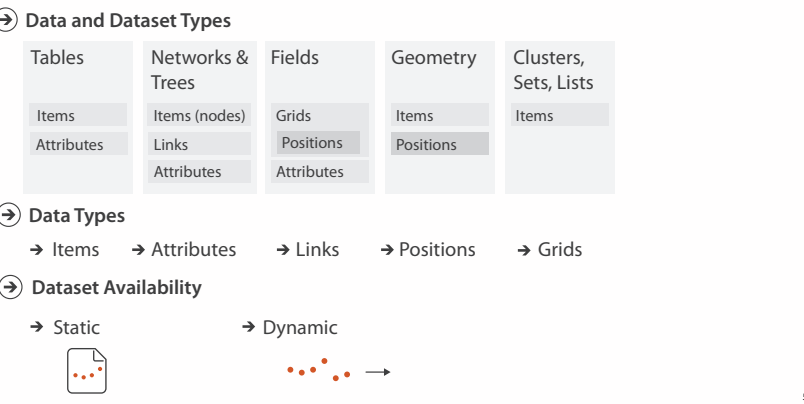 Data and Dataset Types
Tables
Items
Attributes
Networks &
Trees
Items (nodes)
Links
Attributes
Fields
Grids
Positions
Attributes
Geometry
Items
Positions
Clusters,
Sets, Lists
Items
Data Types
Items Attributes Links Positions Grids
Dataset Availability
Static Dynamic